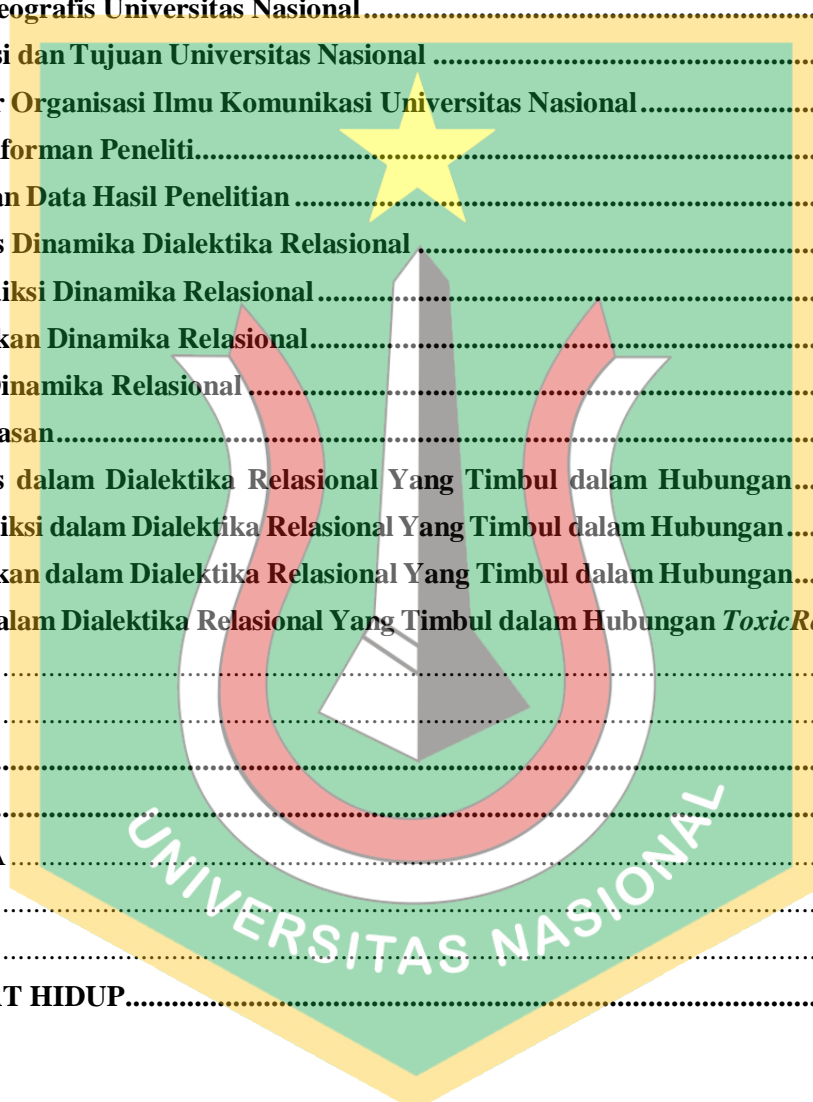 eografis Universitas Nasional
si dan Tujuan Universitas Nasional
r Organisasi Ilmu Komunikasi Universitas Nasional
forman Peneliti
an Data Hasil Penelitian
s Dinamika Dialektika Relasional
iksi Dinamika Relasional
kan Dinamika Relasional
Dinamika Relasional
asan
s dalam Dialektika Relasional Yang Timbul dalam Hubungan
iksi dalam Dialektika Relasional Yang Timbul dalam Hubungan
kan dalam Dialektika Relasional Yang Timbul dalam Hubungan
alam Dialektika Relasional Yang Timbul dalam Hubungan ToxicRe
A
UNIVERSITAS NASIONAL
AT HIDUP